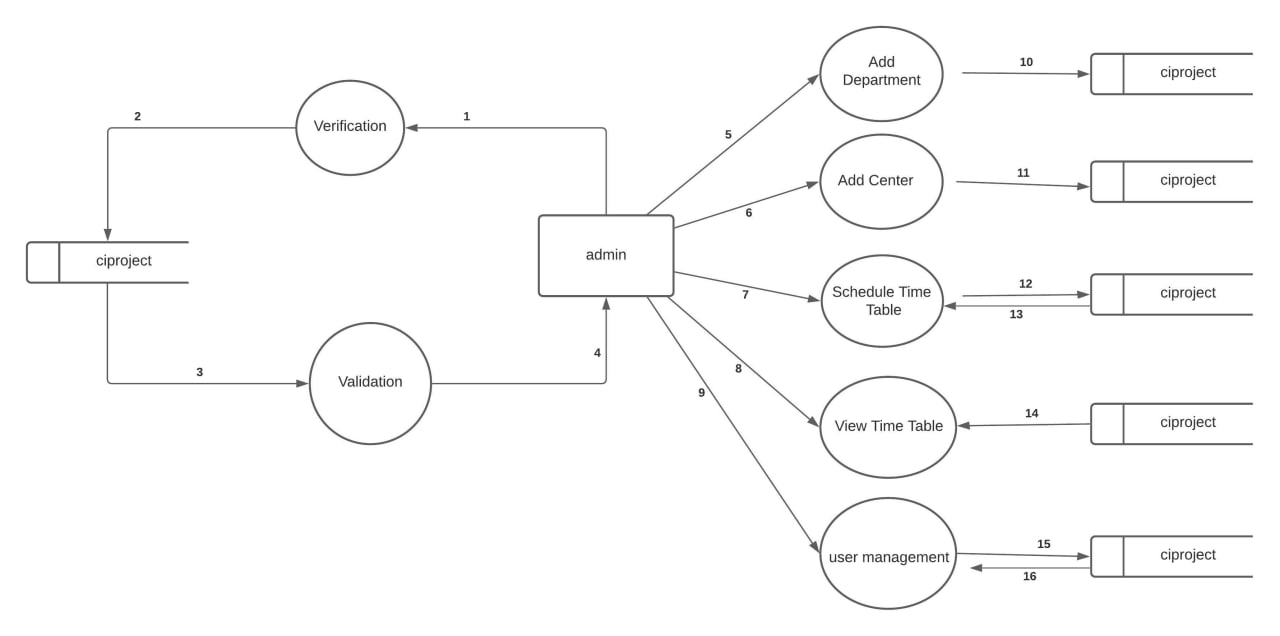 Add
Department
10
ciproject
2
Verification
1
5
Add Center
11
ciproject
6
ciproject
admin
Schedule Time
Table
7
12
13
ciproject
3
Validation
4
8
9
View Time Table
14
ciproject
user management
15
16
ciproject